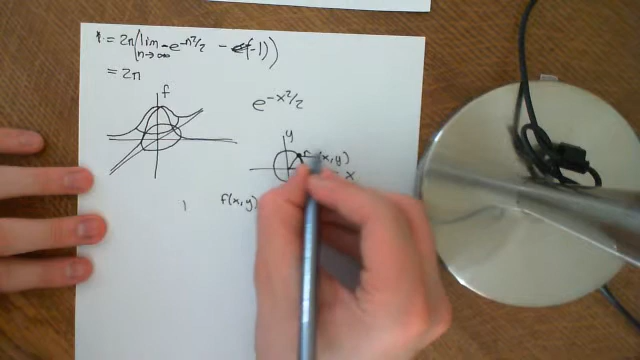 = 2π(lim n→∞ -e^{-n²/2} - (-1))
= 2π
f
e^{-x²/2}
y
r (x,y)
x
f(x,y)